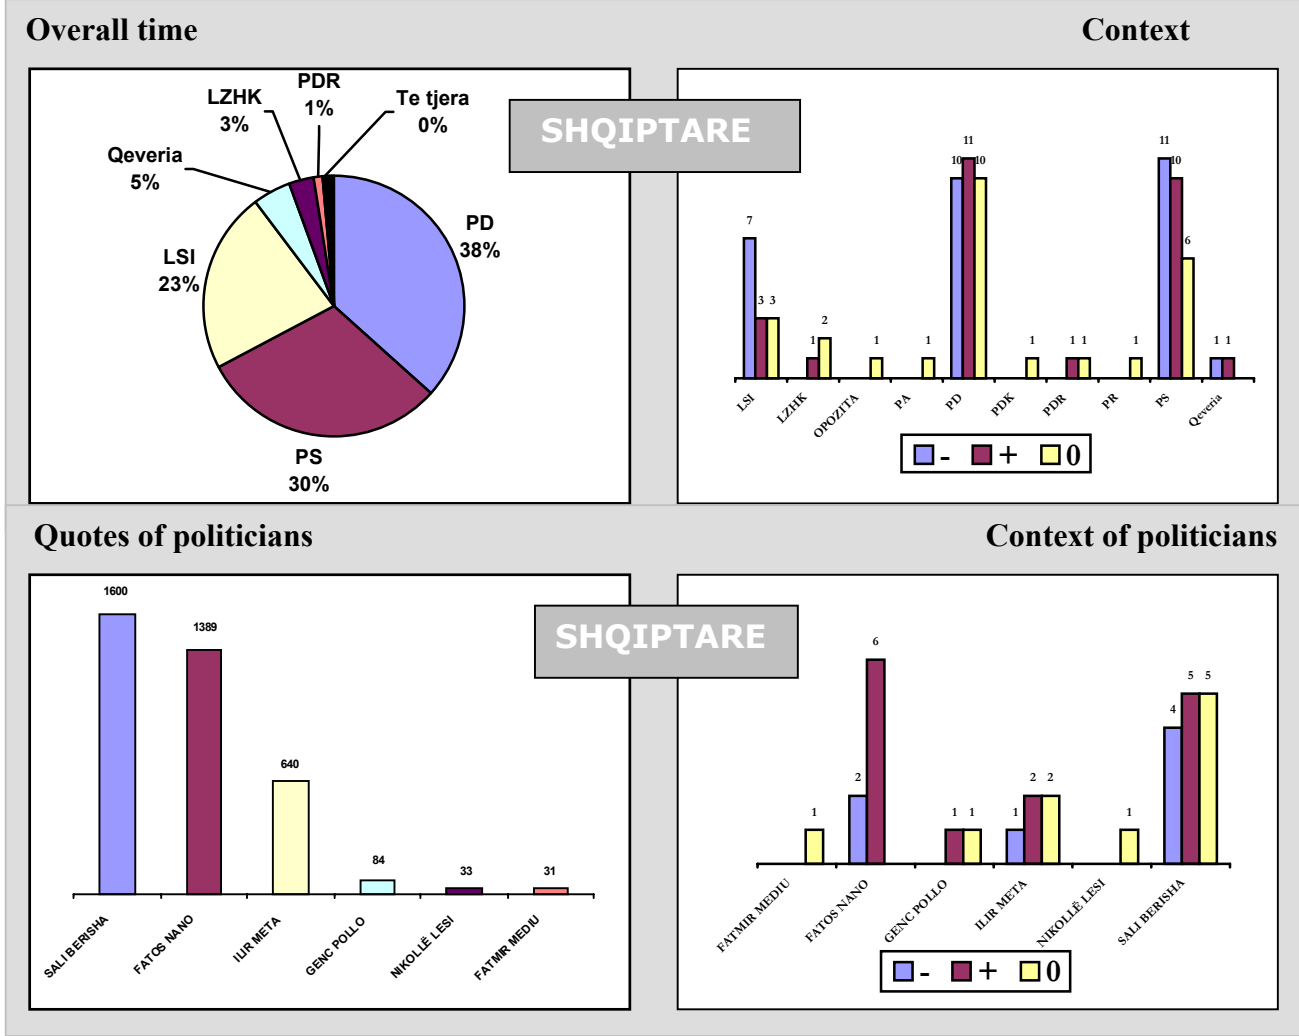 Overall time
Context
SHQIPTARE
PDR
1%
LZHK
3%
Te tjera
0%
Qeveria
5%
PD
38%
LSI
23%
PS
30%
7
3
3
1
2
1
1
10
11
10
1
1
1
1
11
10
6
1
1
LSI
LZHK
OPOZITA
PA
PD
PDK
PDR
PR
PS
Qeveria
- + 0
Quotes of politicians
Context of politicians
SHQIPTARE
1600
1389
640
84
33
31
SALI BERISHA
FATOS NANO
ILIR META
GENC POLLO
NIKOLLË LESI
FATMIR MEDIU
1
2
6
1
1
1
2
2
1
4
5
5
FATMIR MEDIU
FATOS NANO
GENC POLLO
ILIR META
NIKOLLË LESI
SALI BERISHA
- + 0